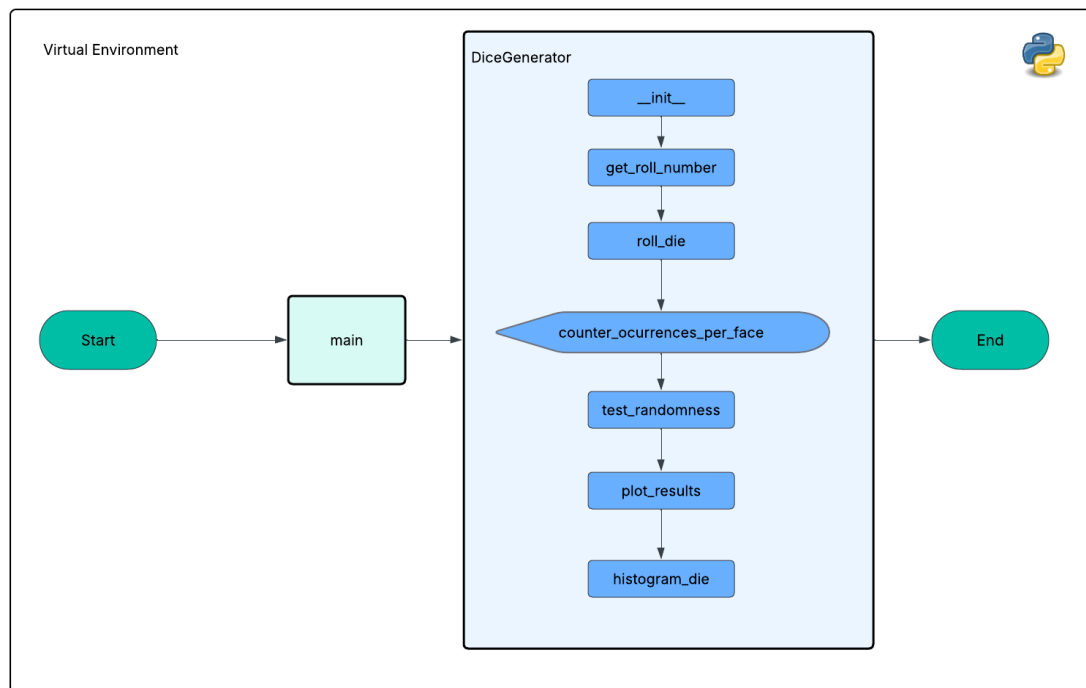 Virtual Environment
DiceGenerator
__init__
get_roll_number
roll_die
counter_ocurrences_per_face
Start
main
End
test_randomness
plot_results
histogram_die